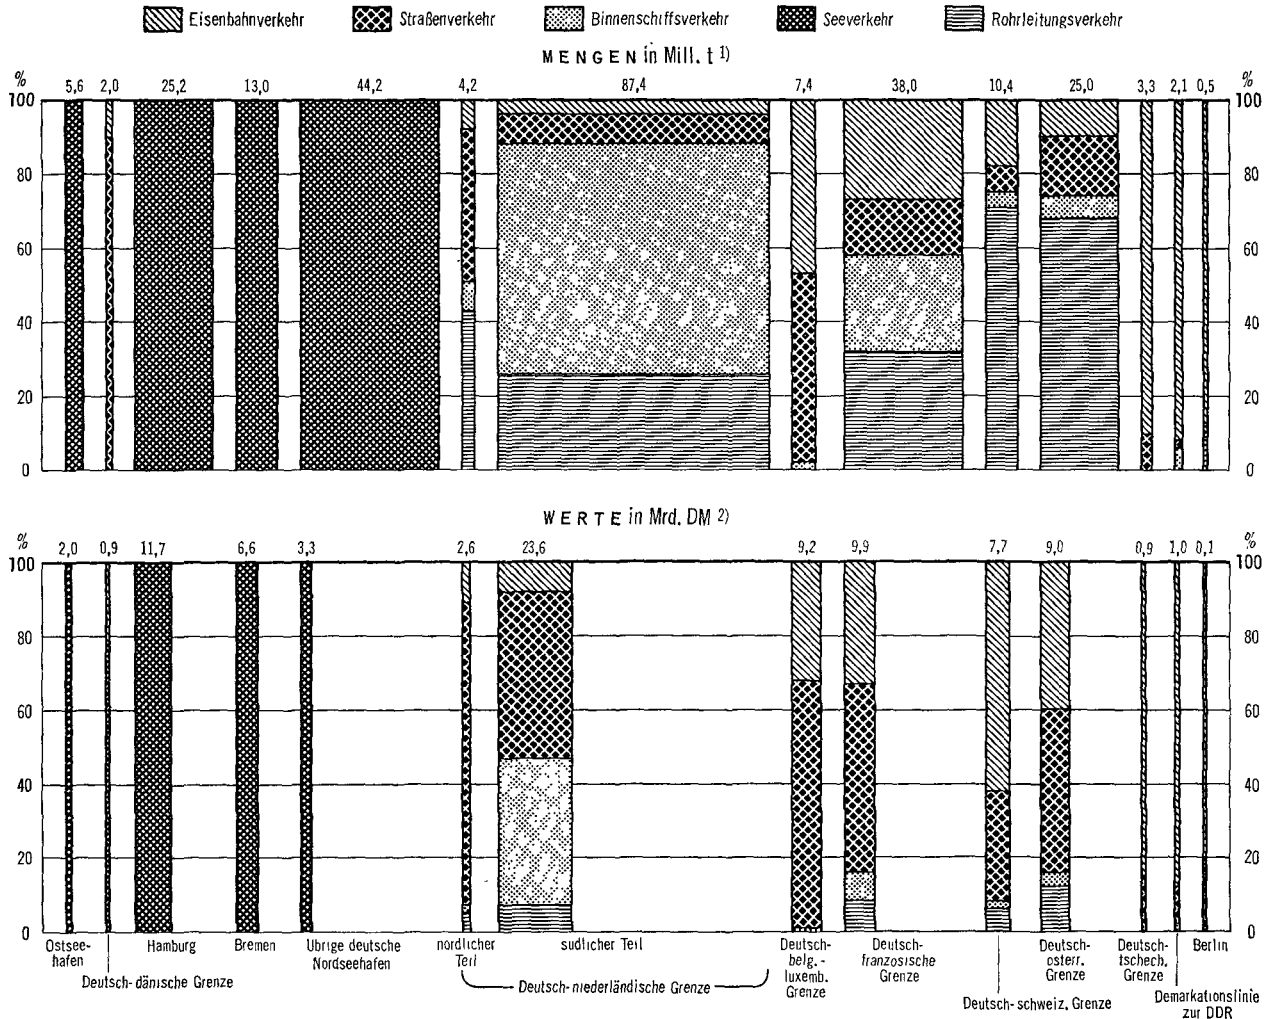 Eisenbahnverkehr Straßenverkehr Binnenschiffsverkehr Seeverkehr Rohrleitungsverkehr
MENGEN in Mill. t 1)
% 5,6 2,0 25,2 13,0 44,2 4,2 87,4 7,4 38,0 10,4 25,0 3,3 2,1 0,5 %
100 100
80 80
60 60
40 40
20 20
0 0
WERTE in Mrd. DM 2)
% 2,0 0,9 11,7 6,6 3,3 2,6 23,6 9,2 9,9 7,7 9,0 0,9 1,0 0,1 %
100 100
80 80
60 60
40 40
20 20
0 0
Ostsee-
hafen
Deutsch-dänische Grenze
Hamburg
Bremen
Ubrige deutsche
Nordseehafen
nordlicher
Teil
sudlicher Teil
Deutsch-niederländische Grenze
Deutsch-
belg.-
luxemb.
Grenze
Deutsch-
französische
Grenze
Deutsch-schweiz. Grenze
Deutsch-
osterr.
Grenze
Deutsch-
tschech.
Grenze
Demarkationslinie
zur DDR
Berlin